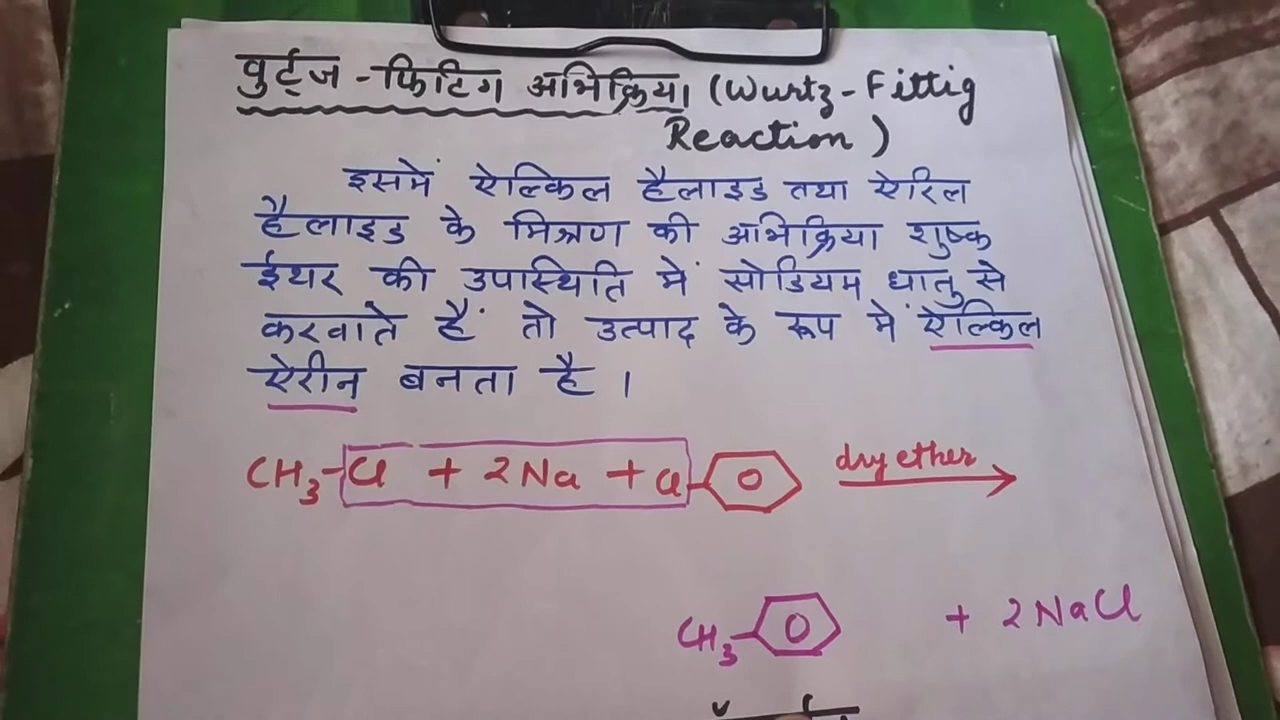 वुर्ट्ज - फिटिग अभिक्रिया (Wurtz-Fittig
Reaction)
इसमें ऐल्किल हैलाइड तथा ऐरिल
हैलाइड के मिश्रण की अभिक्रिया शुष्क
ईथर की उपास्थिति में सोडियम धातु से
करवाते हैं तो उत्पाद के रूप में ऐल्किल
ऐरीन बनता है ।
CH3-Cl + 2Na + Cl- dry ether
CH3- + 2NaCl